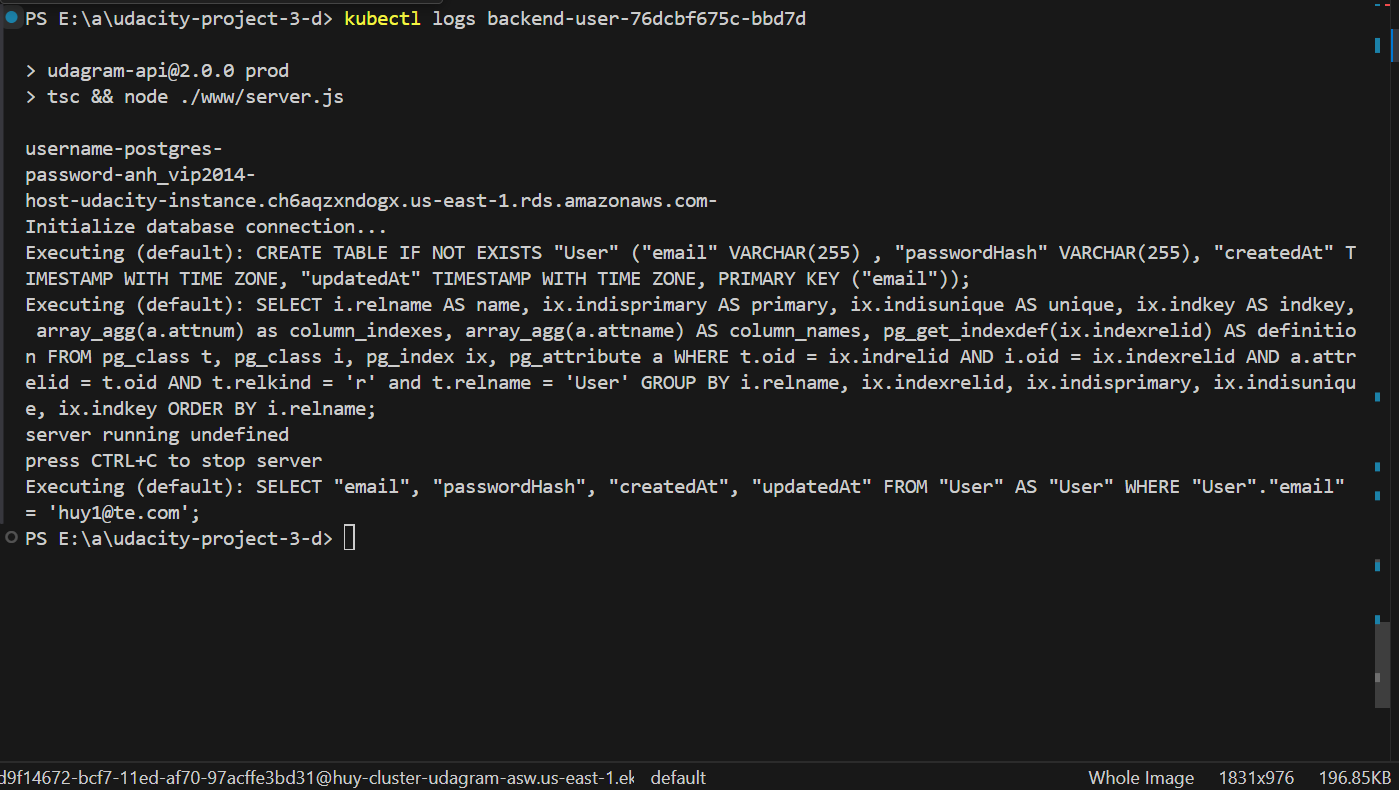 PS E:\a\udacity-project-3-d> kubectl logs backend-user-76dcbf675c-bbd7d
> udagram-api@2.0.0 prod
> tsc && node ./www/server.js
username-postgres-
password-anh_vip2014-
host-udacity-instance.ch6aqzxndogx.us-east-1.rds.amazonaws.com-
Initialize database connection...
Executing (default): CREATE TABLE IF NOT EXISTS "User" ("email" VARCHAR(255) , "passwordHash" VARCHAR(255), "createdAt" T
IMESTAMP WITH TIME ZONE, "updatedAt" TIMESTAMP WITH TIME ZONE, PRIMARY KEY ("email"));
Executing (default): SELECT i.relname AS name, ix.indisprimary AS primary, ix.indisunique AS unique, ix.indkey AS indkey,
 array_agg(a.attnum) as column_indexes, array_agg(a.attname) AS column_names, pg_get_indexdef(ix.indexrelid) AS definitio
n FROM pg_class t, pg_class i, pg_index ix, pg_attribute a WHERE t.oid = ix.indrelid AND i.oid = ix.indexrelid AND a.attr
elid = t.oid AND t.relkind = 'r' and t.relname = 'User' GROUP BY i.relname, ix.indexrelid, ix.indisprimary, ix.indisuniqu
e, ix.indkey ORDER BY i.relname;
server running undefined
press CTRL+C to stop server
Executing (default): SELECT "email", "passwordHash", "createdAt", "updatedAt" FROM "User" AS "User" WHERE "User"."email"
= 'huy1@te.com';
PS E:\a\udacity-project-3-d>
d9f14672-bcf7-11ed-af70-97acffe3bd31@huy-cluster-udagram-asw.us-east-1.ek default Whole Image 1831x976 196.85KB